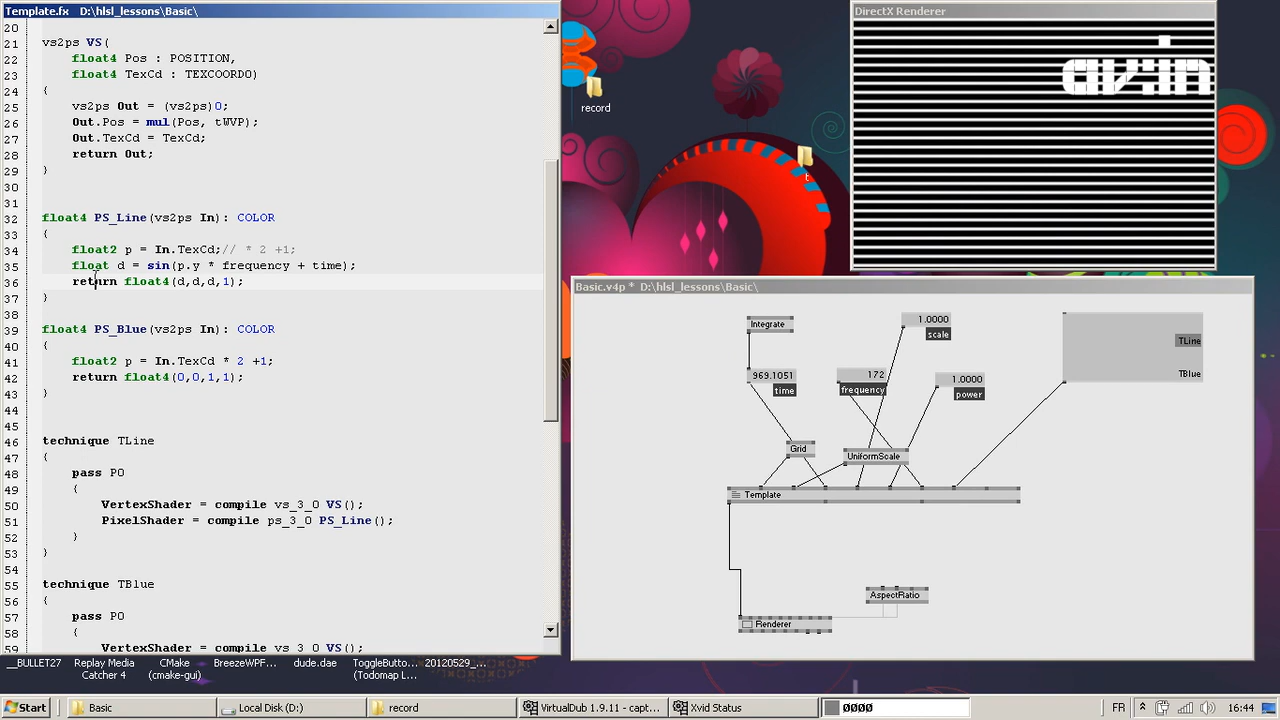 Template.fx D:\hlsl_lessons\Basic\
20
21 vs2ps VS(
22 float4 Pos : POSITION,
23 float4 TexCd : TEXCOORD0)
24 {
25 vs2ps Out = (vs2ps)0;
26 Out.Pos = mul(Pos, tWVP);
27 Out.TexCd = TexCd;
28 return Out;
29 }
30
31
32 float4 PS_Line(vs2ps In): COLOR
33 {
34 float2 p = In.TexCd;// * 2 +1;
35 float d = sin(p.y * frequency + time);
36 return float4(d,d,d,1);
37 }
38
39 float4 PS_Blue(vs2ps In): COLOR
40 {
41 float2 p = In.TexCd * 2 +1;
42 return float4(0,0,1,1);
43 }
44
45
46 technique TLine
47 {
48 pass P0
49 {
50 VertexShader = compile vs_3_0 VS();
51 PixelShader = compile ps_3_0 PS_Line();
52 }
53 }
54
55 technique TBlue
56 {
57 pass P0
58 {
59 VertexShader = compile vs_3_0 VS();
record
t
DirectX Renderer
avin
Basic.v4p * D:\hlsl_lessons\Basic\
Integrate
1.0000
scale
TLine
TBlue
969.1051
time
172
frequency
1.0000
power
Grid
UniformScale
Template
AspectRatio
Renderer
__BULLET27
Replay Media
Catcher 4
CMake
(cmake-gui)
BreezeWi...
dude.dae
ToggleButto...
(Todomap L...
20120529_...
Start
Basic
Local Disk (D:)
record
VirtualDub 1.9.11 - capt...
Xvid Status
0000
FR
16:44